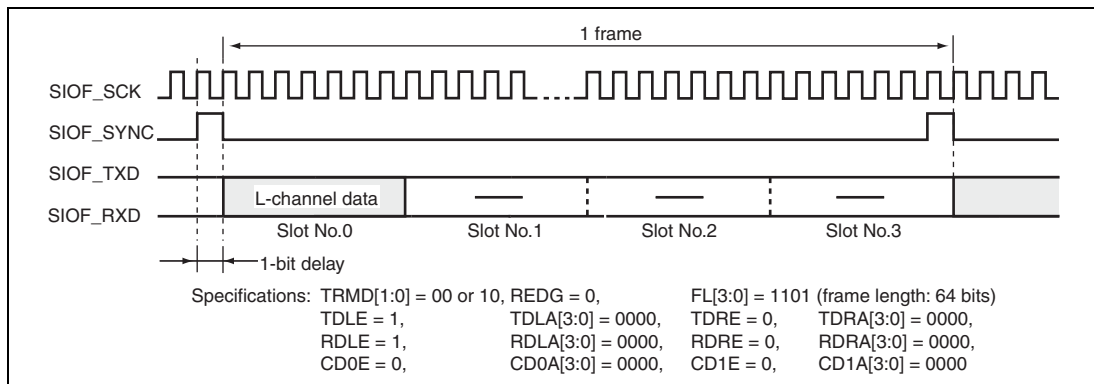 1 frame
SIOF_SCK
SIOF_SYNC
SIOF_TXD
L-channel data
SIOF_RXD
Slot No.0 Slot No.1 Slot No.2 Slot No.3
1-bit delay
Specifications: TRMD[1:0] = 00 or 10, REDG = 0, FL[3:0] = 1101 (frame length: 64 bits)
TDLE = 1, TDLA[3:0] = 0000, TDRE = 0, TDRA[3:0] = 0000,
RDLE = 1, RDLA[3:0] = 0000, RDRE = 0, RDRA[3:0] = 0000,
CD0E = 0, CD0A[3:0] = 0000, CD1E = 0, CD1A[3:0] = 0000